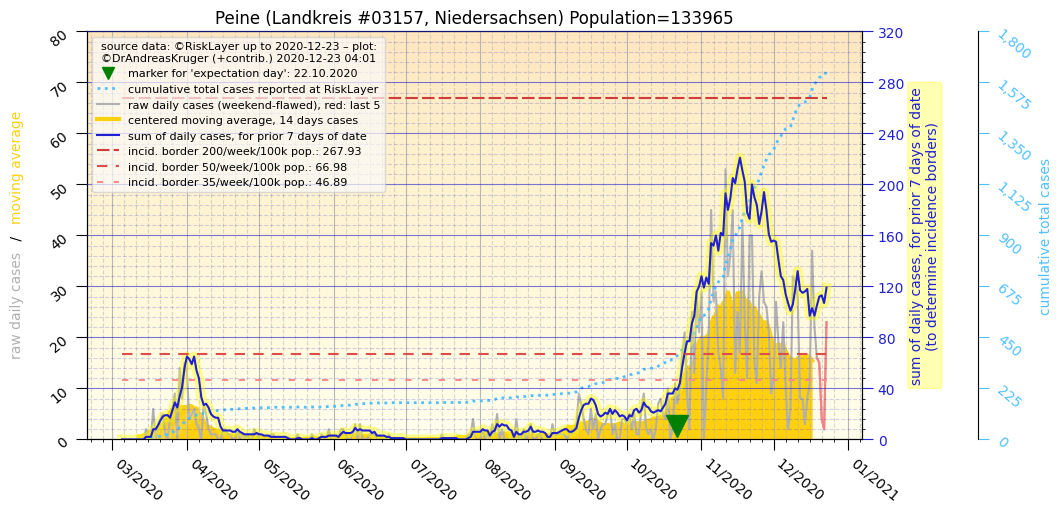 Peine (Landkreis #03157, Niedersachsen) Population=133965
source data: ©RiskLayer up to 2020-12-23 – plot:
©DrAndreasKruger (+contrib.) 2020-12-23 04:01
marker for 'expectation day': 22.10.2020
cumulative total cases reported at RiskLayer
raw daily cases (weekend-flawed), red: last 5
centered moving average, 14 days cases
sum of daily cases, for prior 7 days of date
incid. border 200/week/100k pop.: 267.93
incid. border 50/week/100k pop.: 66.98
incid. border 35/week/100k pop.: 46.89
raw daily cases / moving average
80
70
60
50
40
30
20
10
0
03/2020
04/2020
05/2020
06/2020
07/2020
08/2020
09/2020
10/2020
11/2020
12/2020
01/2021
320
280
240
200
160
120
80
40
0
sum of daily cases, for prior 7 days of date
(to determine incidence borders)
1,800
1,575
1,350
1,125
900
675
450
225
0
cumulative total cases